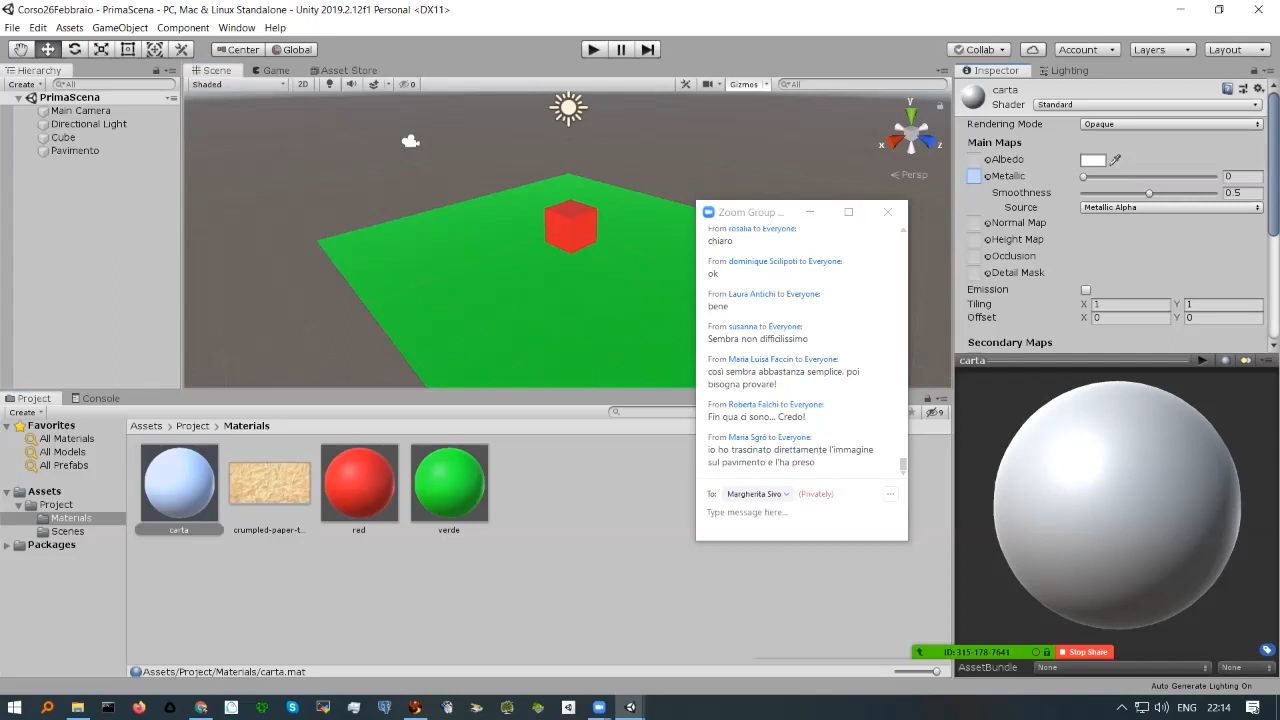 Corso26Febbraio - PrimaScena - PC, Mac & Linux Standalone - Unity 2019.2.12f1 Personal <DX11>
File Edit Assets GameObject Component Window Help
Center Global Collab Account Layers Layout
Hierarchy Scene Game Asset Store Inspector Lighting
Create All Shaded 2D 0 Gizmos All
PrimaScena
Main Camera
Directional Light
Cube
Pavimento
y
x z
Persp
carta
Shader Standard
Rendering Mode Opaque
Main Maps
Albedo
Metallic 0
Smoothness 0.5
Source Metallic Alpha
Normal Map
Height Map
Occlusion
Detail Mask
Emission
Tiling X 1 Y 1
Offset X 0 Y 0
Secondary Maps
carta
Zoom Group ...
From rosalia to Everyone:
chiaro
From dominique Scilipoti to Everyone:
ok
From Laura Antichi to Everyone:
bene
From susanna to Everyone:
Sembra non difficilissimo
From Maria Luisa Faccin to Everyone:
così sembra abbastanza semplice, poi
bisogna provare!
From Roberta Falchi to Everyone:
Fin qua ci sono... Credo!
From Maria Sgrò to Everyone:
io ho trascinato direttamente l'immagine
sul pavimento e l'ha preso
To: Margherita Sivo (Privately) ...
Type message here...
Project Console
Create 9
Favorites
All Materials
All Models
All Prefabs
Assets
Project
Materials
Scenes
Packages
Assets > Project > Materials
carta crumpled-paper-t... red verde
Assets/Project/Materials/carta.mat
ID: 315-178-7641 Stop Share
AssetBundle None None
Auto Generate Lighting On
ENG 22:14